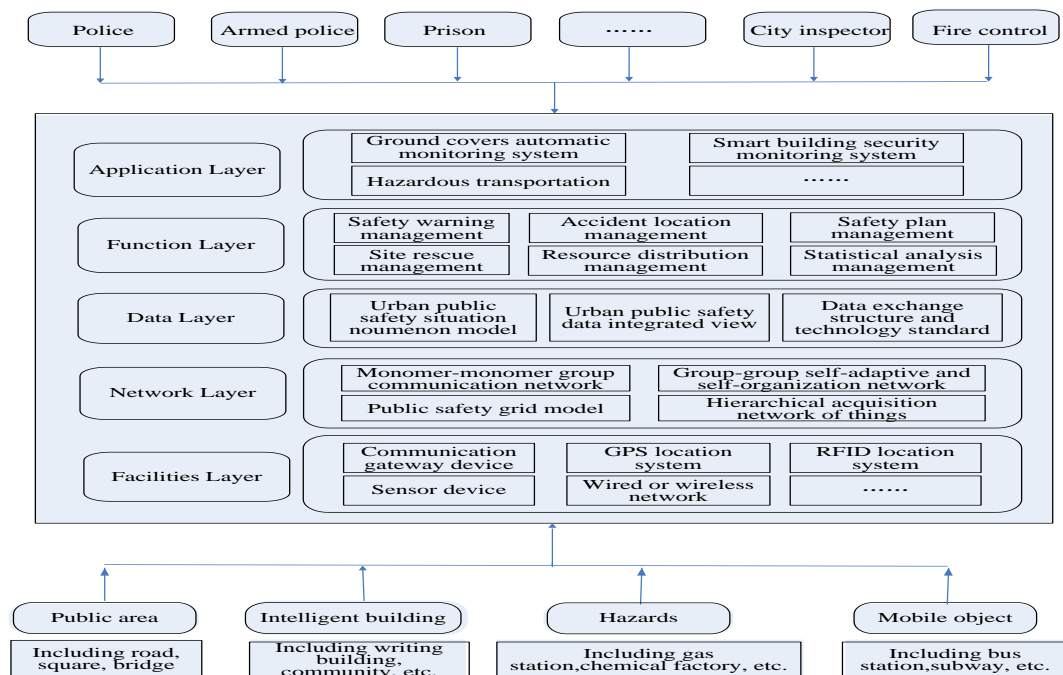 Police
Armed police
Prison
······
City inspector
Fire control
Application Layer
Ground covers automatic
monitoring system
Smart building security
monitoring system
Hazardous transportation
······
Function Layer
Safety warning
management
Accident location
management
Safety plan
management
Site rescue
management
Resource distribution
management
Statistical analysis
management
Data Layer
Urban public
safety situation
noumenon model
Urban public safety
data integrated view
Data exchange
structure and
technology standard
Network Layer
Monomer-monomer group
communication network
Group-group self-adaptive and
self-organization network
Public safety grid model
Hierarchical acquisition
network of things
Facilities Layer
Communication
gateway device
GPS location
system
RFID location
system
Sensor device
Wired or wireless
network
······
Public area
Intelligent building
Hazards
Mobile object
Including road,
square, bridge
Including writing
building,
community, etc.
Including gas
station,chemical factory, etc.
Including bus
station,subway, etc.